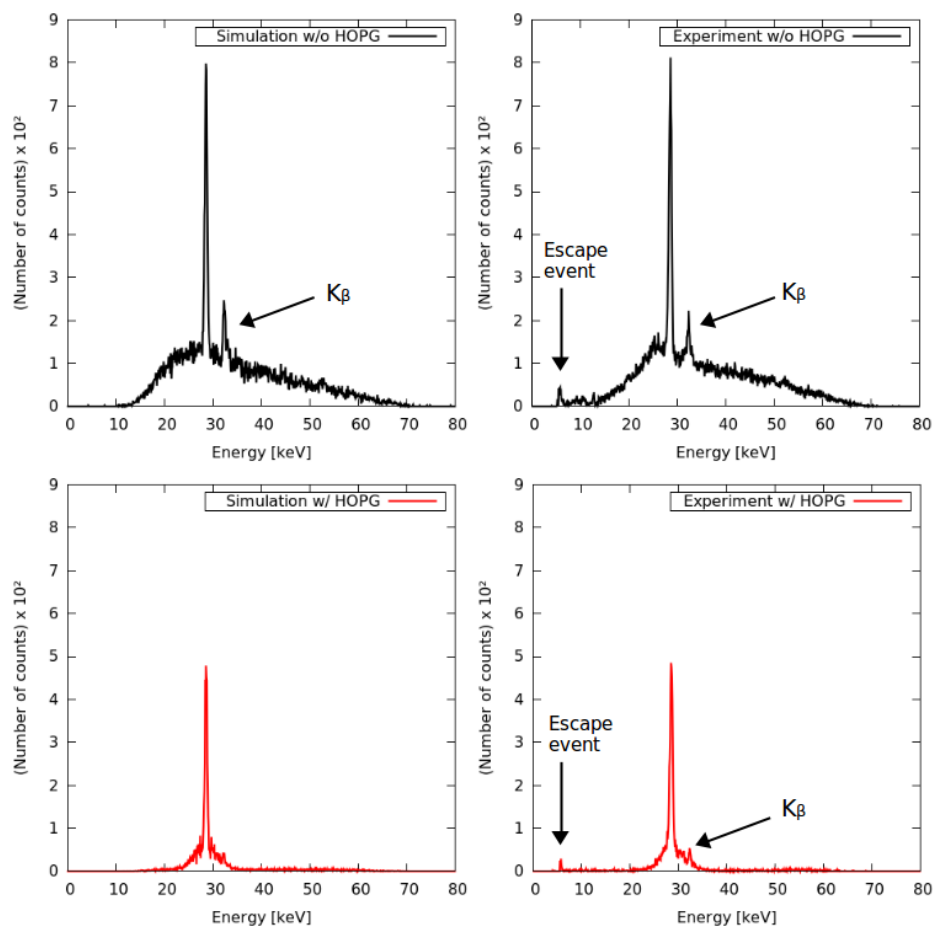 Simulation w/o HOPG
9
8
7
6
5
4
3
2
1
0
(Number of counts) x 10²
Kβ
0 10 20 30 40 50 60 70 80
Energy [keV]
Experiment w/o HOPG
9
8
7
6
5
4
3
2
1
0
(Number of counts) x 10²
Escape
event
Kβ
0 10 20 30 40 50 60 70 80
Energy [keV]
Simulation w/ HOPG
9
8
7
6
5
4
3
2
1
0
(Number of counts) x 10²
0 10 20 30 40 50 60 70 80
Energy [keV]
Experiment w/ HOPG
9
8
7
6
5
4
3
2
1
0
(Number of counts) x 10²
Escape
event
Kβ
0 10 20 30 40 50 60 70 80
Energy [keV]